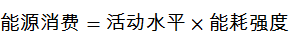 能源消费 = 活动水平 × 能耗强度